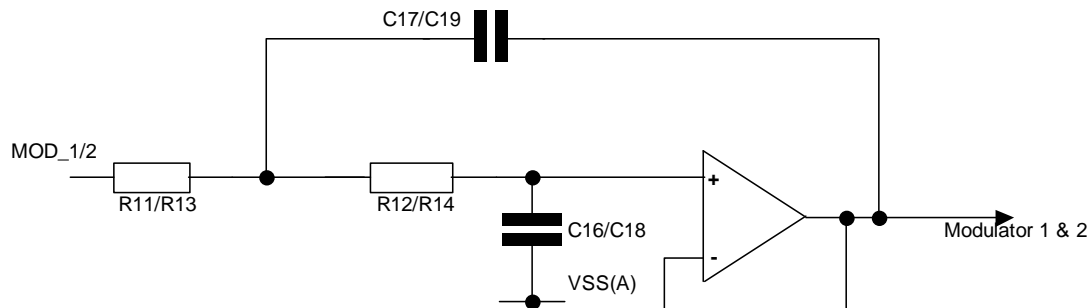 C17/C19
MOD_1/2
R11/R13
R12/R14
+
C16/C18
-
Modulator 1 & 2
VSS(A)